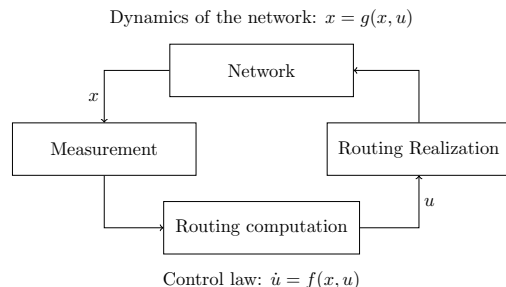 Dynamics of the network: x = g(x, u)
Network
x
Measurement
Routing Realization
Routing computation
u
Control law: u̇ = f(x, u)